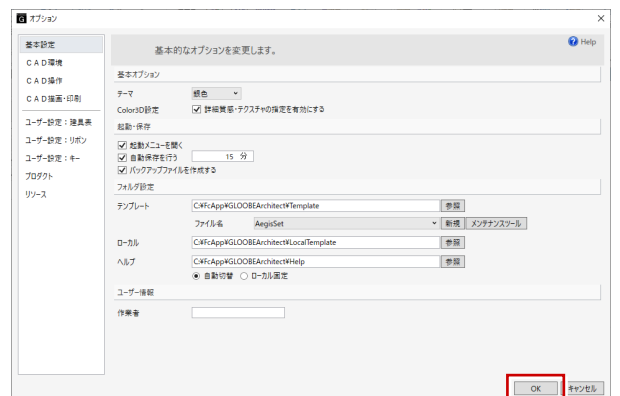 G オプション
Help
基本設定
CAD環境
CAD操作
CAD描画・印刷
ユーザー設定：建具表
ユーザー設定：リボン
ユーザー設定：キー
プロダクト
リソース
基本的なオプションを変更します。
基本オプション
テーマ 銀色
Color3D設定 詳細質感・テクスチャの指定を有効にする
起動・保存
起動メニューを開く
自動保存を行う 15 分
バックアップファイルを作成する
フォルダ設定
テンプレート C:¥FcApp¥GLOOBEArchitect¥Template 参照
ファイル名 AegisSet 新規 メンテナンスツール
ローカル C:¥FcApp¥GLOOBEArchitect¥LocalTemplate 参照
ヘルプ C:¥FcApp¥GLOOBEArchitect¥Help 参照
自動切替 ローカル固定
ユーザー情報
作業者
OK キャンセル